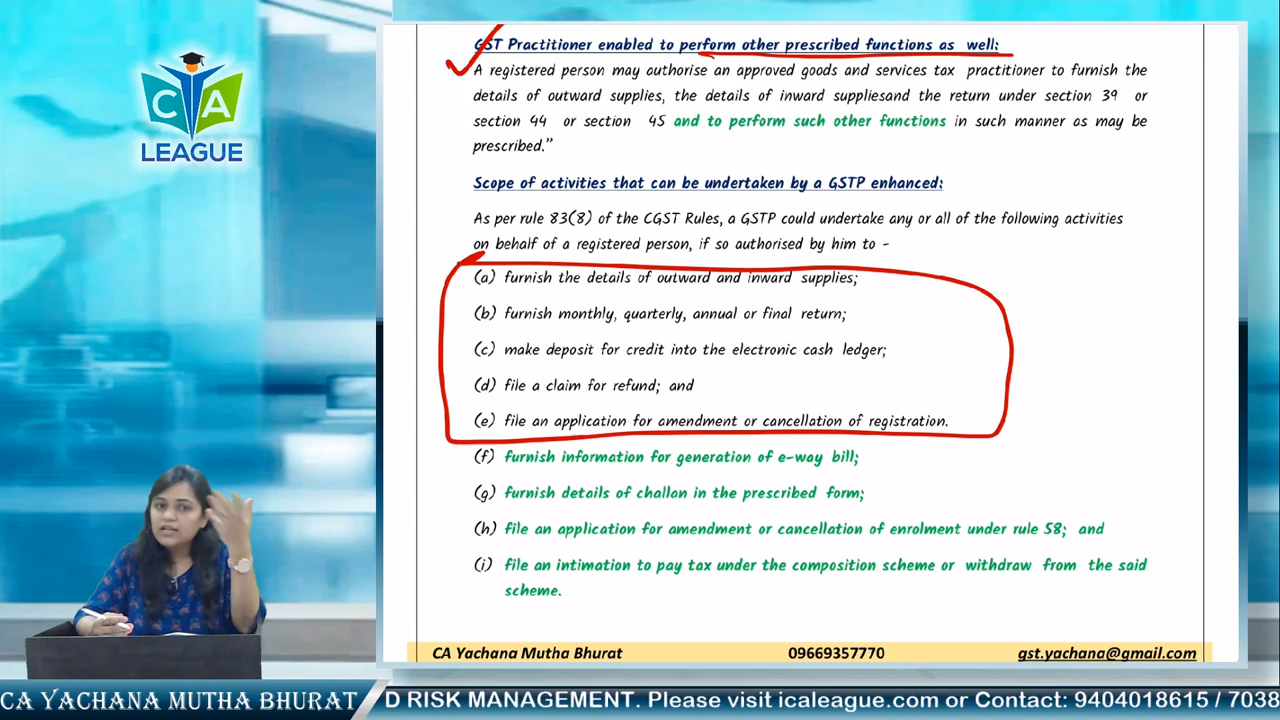 C A
LEAGUE
GST Practitioner enabled to perform other prescribed functions as well:
A registered person may authorise an approved goods and services tax practitioner to furnish the
details of outward supplies, the details of inward suppliesand the return under section 39 or
section 44 or section 45 and to perform such other functions in such manner as may be
prescribed.”
Scope of activities that can be undertaken by a GSTP enhanced:
As per rule 83(8) of the CGST Rules, a GSTP could undertake any or all of the following activities
on behalf of a registered person, if so authorised by him to -
(a) furnish the details of outward and inward supplies;
(b) furnish monthly, quarterly, annual or final return;
(c) make deposit for credit into the electronic cash ledger;
(d) file a claim for refund; and
(e) file an application for amendment or cancellation of registration.
(f) furnish information for generation of e-way bill;
(g) furnish details of challan in the prescribed form;
(h) file an application for amendment or cancellation of enrolment under rule 58; and
(i) file an intimation to pay tax under the composition scheme or withdraw from the said
scheme.
CA Yachana Mutha Bhurat 09669357770 gst.yachana@gmail.com
CA YACHANA MUTHA BHURAT D RISK MANAGEMENT. Please visit icaleague.com or Contact: 9404018615 / 7038